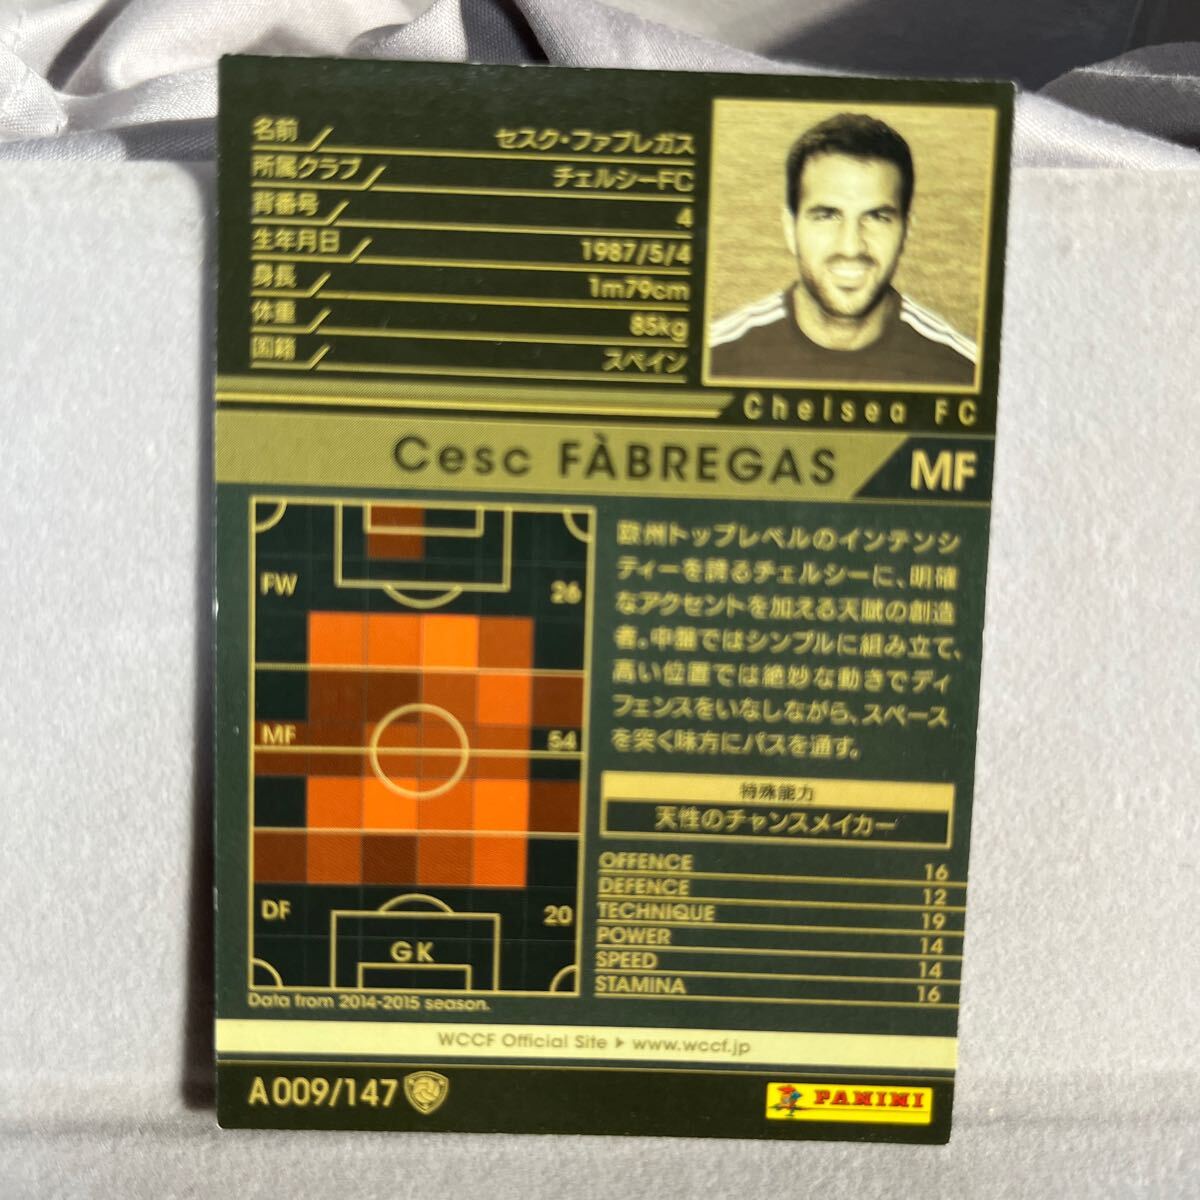 名前 セスク・ファブレガス
所属クラブ チェルシーFC
背番号 4
生年月日 1987/5/4
身長 1m79cm
体重 85kg
国籍 スペイン
Chelsea FC
Cesc FÀBREGAS MF
FW 26
MF 54
DF 20
GK
Data from 2014-2015 season.
欧州トップレベルのインテンシ
ティーを誇るチェルシーに、明確
なアクセントを加える天賦の創造
者。中盤ではシンプルに組み立て、
高い位置では絶妙な動きでディ
フェンスをいなしながら、スペース
を突く味方にパスを通す。
特殊能力
天性のチャンスメイカー
OFFENCE 16
DEFENCE 12
TECHNIQUE 19
POWER 14
SPEED 14
STAMINA 16
WCCF Official Site ▶ www.wccf.jp
A009/147
PANINI